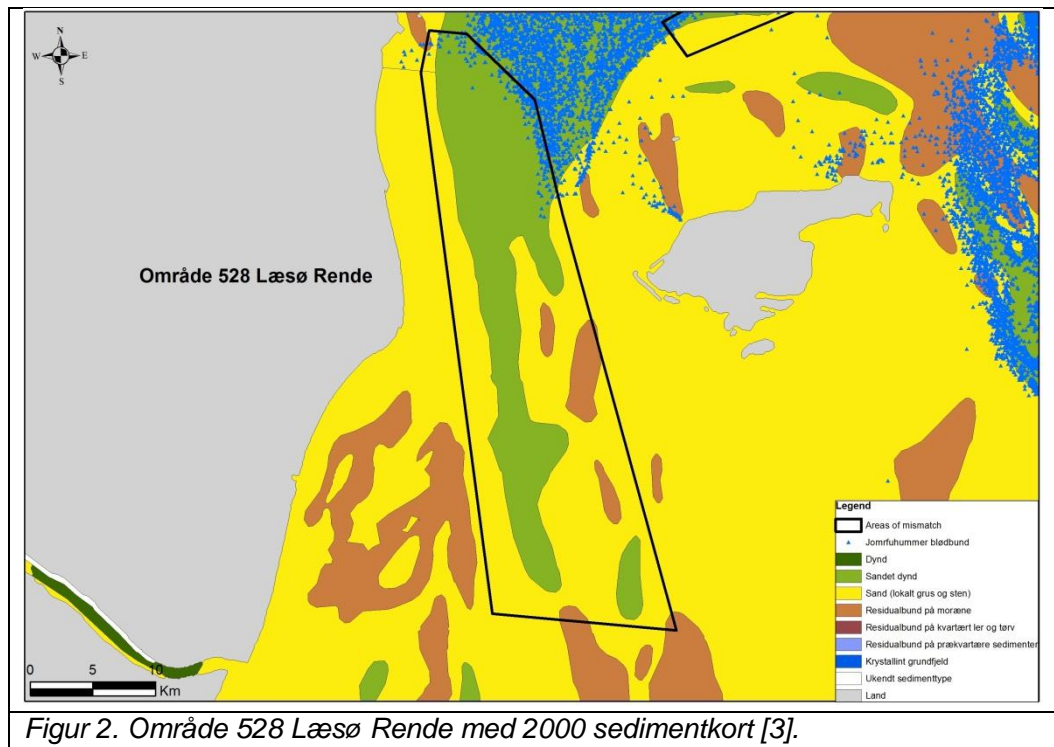 N
W E
S
Område 528 Læsø Rende
Legend
Areas of mismatch
Jomrfuhummer blødbund
Dynd
Sandet dynd
Sand (lokalt grus og sten)
Residualbund på moræne
Residualbund på kvartært ler og tørv
Residualbund på prækvartære sedimenter
Krystallint grundfjeld
Ukendt sedimenttype
Land
0 5 10
Km
Figur 2. Område 528 Læsø Rende med 2000 sedimentkort [3].